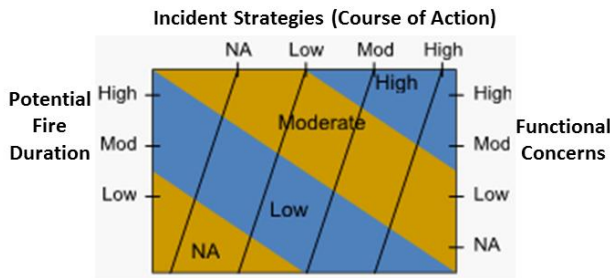 Incident Strategies (Course of Action)
NA Low Mod High
Potential
Fire
Duration
High
Mod
Low
High
Moderate
Low
NA
High
Mod
Low
NA
Functional
Concerns